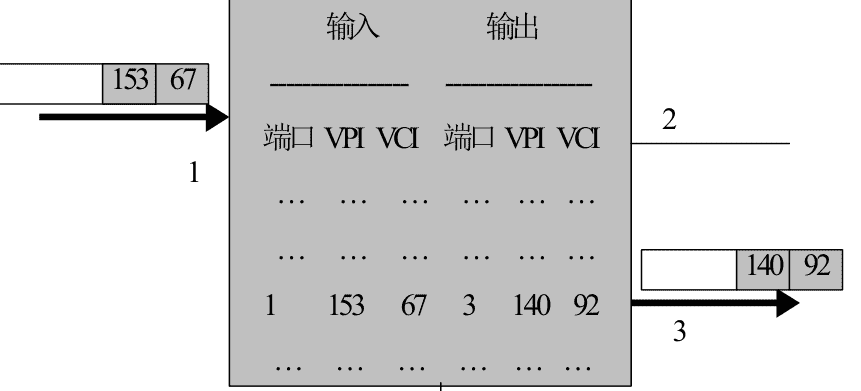 输入 输出
153 67
---------------- -----------------
端口 VPI VCI 端口 VPI VCI
2
1
… … … … … …
… … … … … …
140 92
1 153 67 3 140 92
3
… … … … … …